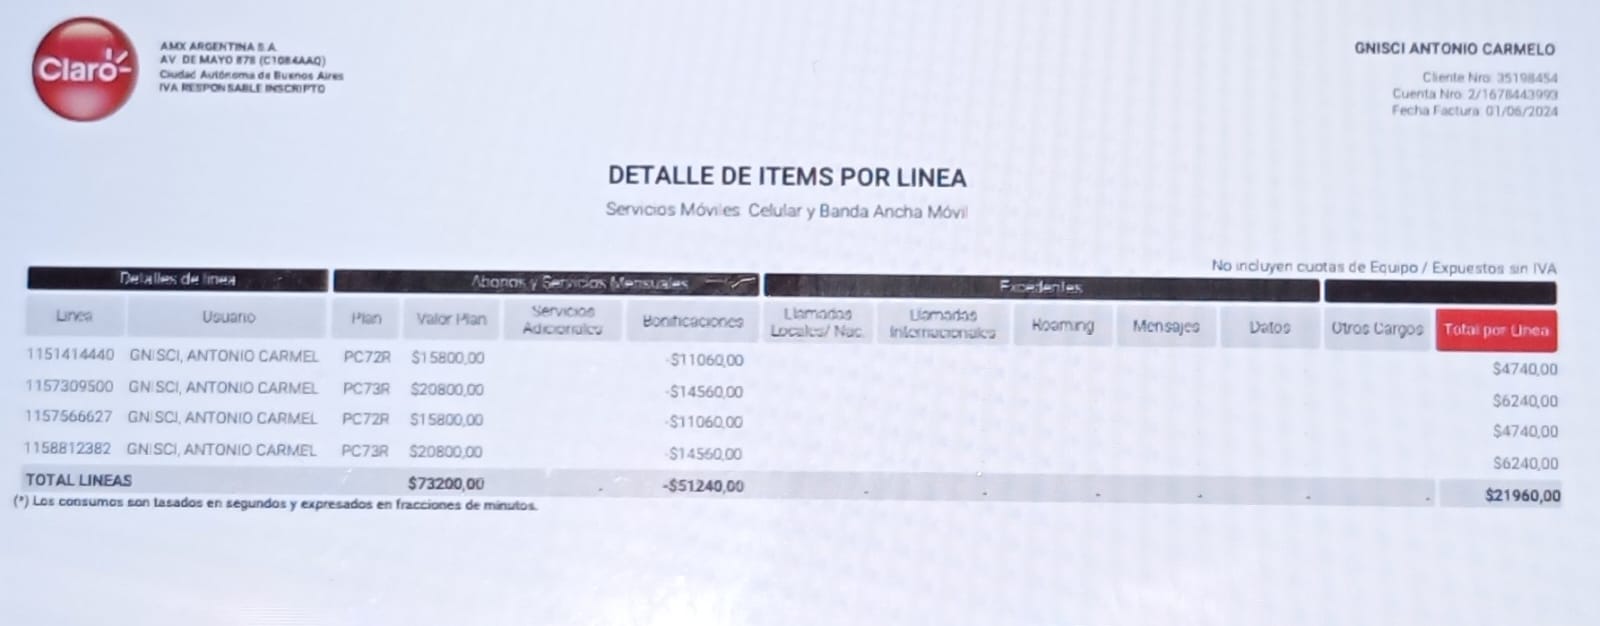 Claro
AMX ARGENTINA S.A.
AV. DE MAYO 878 (C1084AAQ)
Ciudad Autónoma de Buenos Aires
IVA RESPONSABLE INSCRIPTO
GNISCI ANTONIO CARMELO
Cliente Nro: 35198454
Cuenta Nro: 2/1678443993
Fecha Factura: 01/06/2024
DETALLE DE ITEMS POR LINEA
Servicios Móviles: Celular y Banda Ancha Móvil
No incluyen cuotas de Equipo / Expuestos sin IVA
Detalles de linea Abonos y Servicios Mensuales Excedentes
Linea Usuario Plan Valor Plan Servicios Adicionales Bonificaciones Llamadas Locales/ Nac. Llamadas Internacionales Roaming Mensajes Datos Otros Cargos Total por Linea
1151414440 GNISCI, ANTONIO CARMEL PC72R $15800,00 -$11060,00 $4740,00
1157309500 GNISCI, ANTONIO CARMEL PC73R $20800,00 -$14560,00 $6240,00
1157566627 GNISCI, ANTONIO CARMEL PC72R $15800,00 -$11060,00 $4740,00
1158812382 GNISCI, ANTONIO CARMEL PC73R $20800,00 -$14560,00 $6240,00
TOTAL LINEAS $73200,00 - -$51240,00 - - - - - - $21960,00
(*) Los consumos son tasados en segundos y expresados en fracciones de minutos.